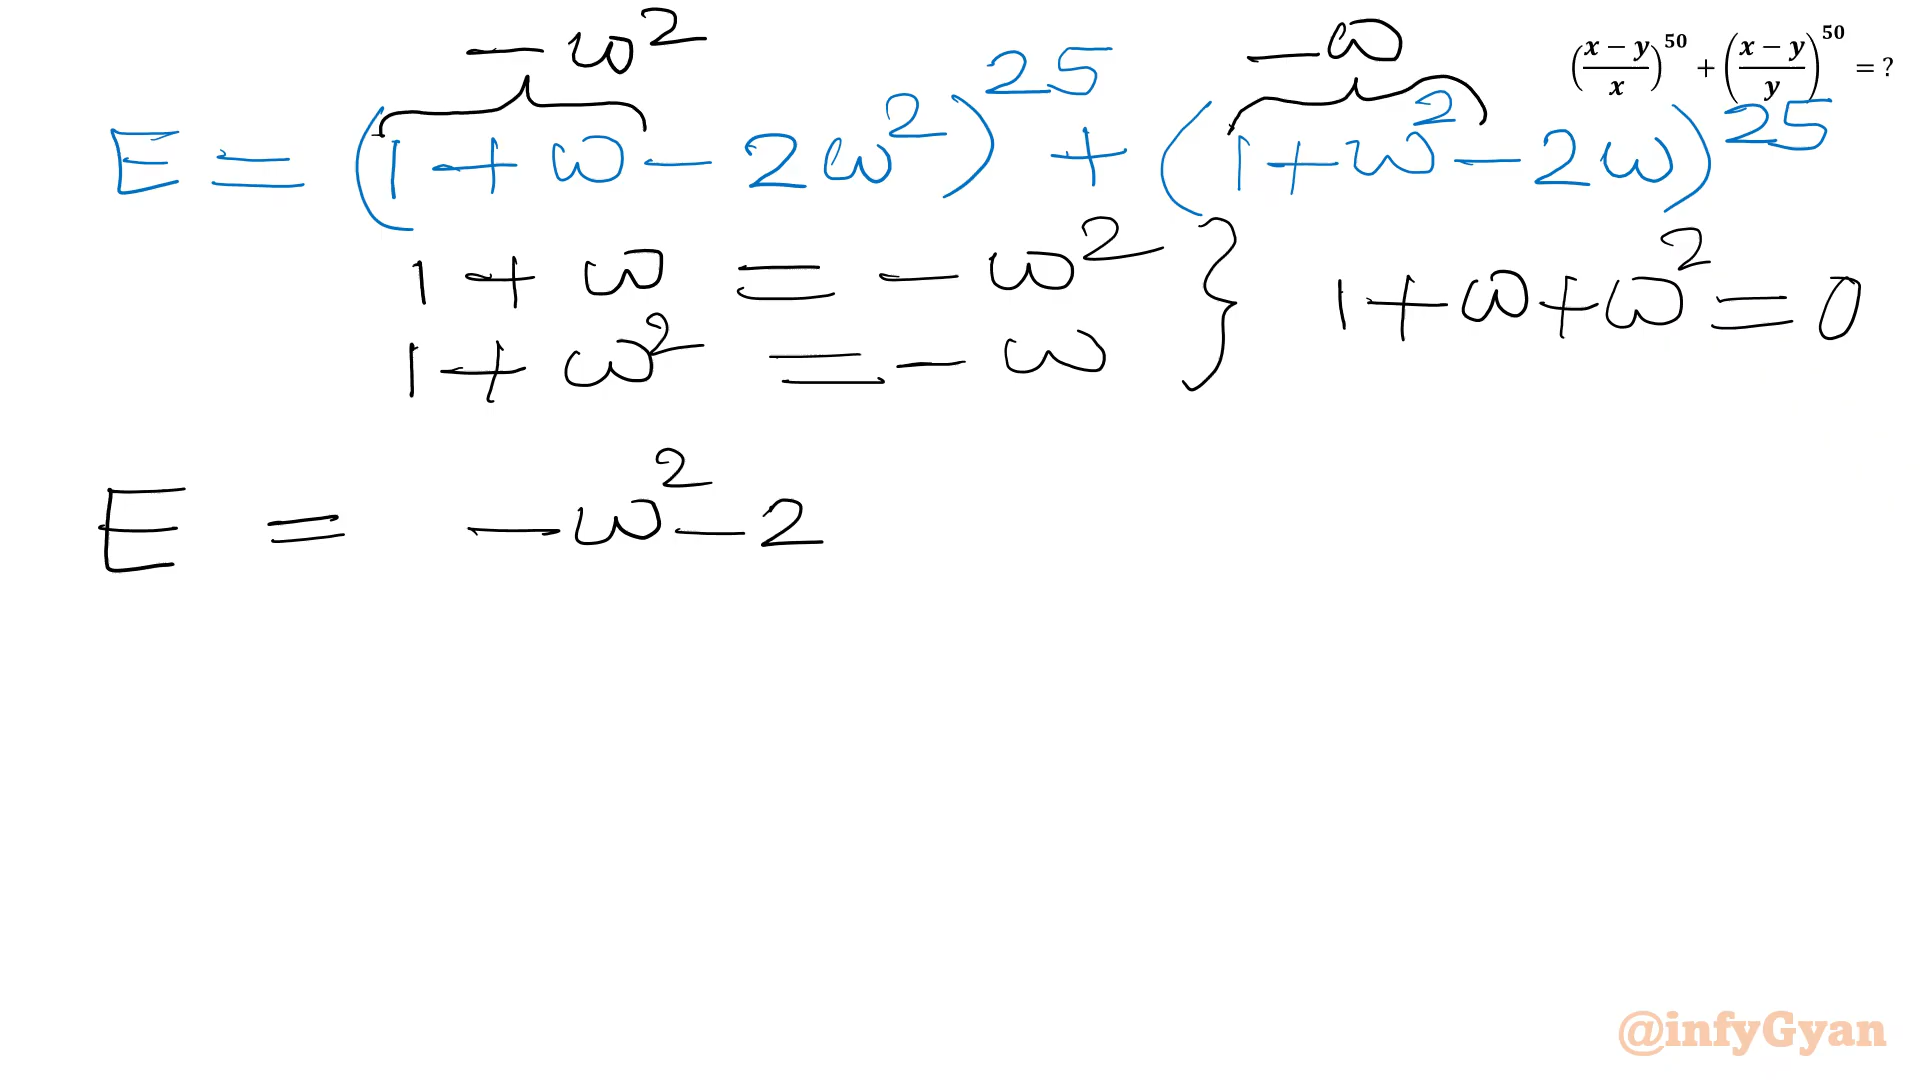 -ω² -ω
((x − y)/x)⁵⁰ + ((x − y)/y)⁵⁰ = ?
E = (1+ω-2ω²)²⁵ + (1+ω²-2ω)²⁵
1+ω = -ω² } 1+ω+ω²=0
1+ω² = -ω
E = -ω²-2
@infyGyan